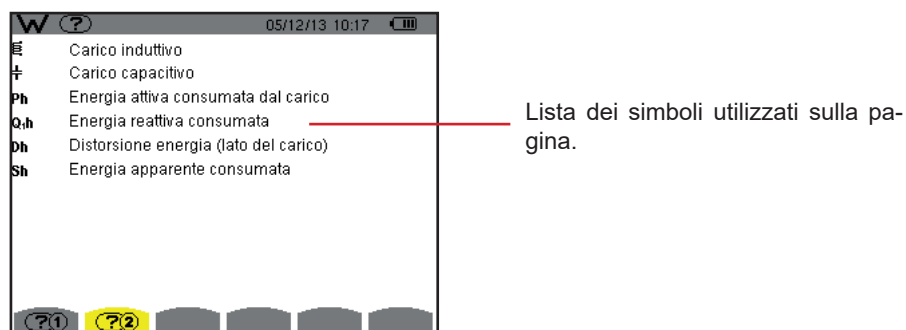 W ? 05/12/13 10:17
Carico induttivo
Carico capacitivo
Ph Energia attiva consumata dal carico
Q₁h Energia reattiva consumata
Dh Distorsione energia (lato del carico)
Sh Energia apparente consumata
Lista dei simboli utilizzati sulla pa-
gina.
?1 ?2